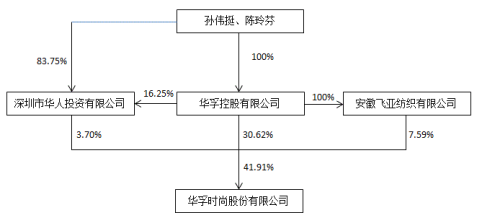 孙伟挺、陈玲芬
83.75%
100%
深圳市华人投资有限公司
16.25%
华孚控股有限公司
100%
安徽飞亚纺织有限公司
3.70%
30.62%
7.59%
41.91%
华孚时尚股份有限公司